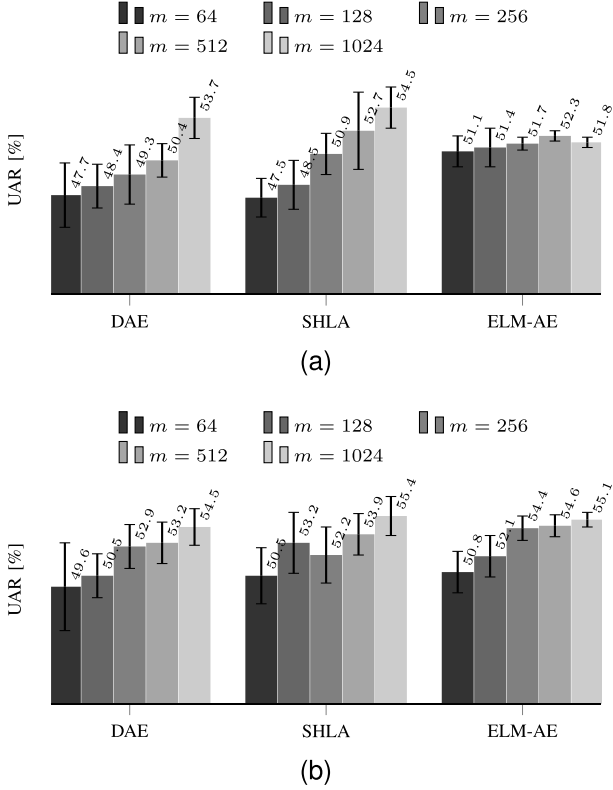 m = 64 m = 128 m = 256
m = 512 m = 1024
UAR [%]
47.7 48.4 49.3 50.4 53.7
47.5 48.5 50.9 52.7 54.5
51.1 51.4 51.7 52.3 51.8
DAE SHLA ELM-AE
(a)
m = 64 m = 128 m = 256
m = 512 m = 1024
UAR [%]
49.6 50.5 52.9 53.2 54.5
50.5 53.2 52.2 53.9 55.4
50.8 52.1 54.4 54.6 55.1
DAE SHLA ELM-AE
(b)